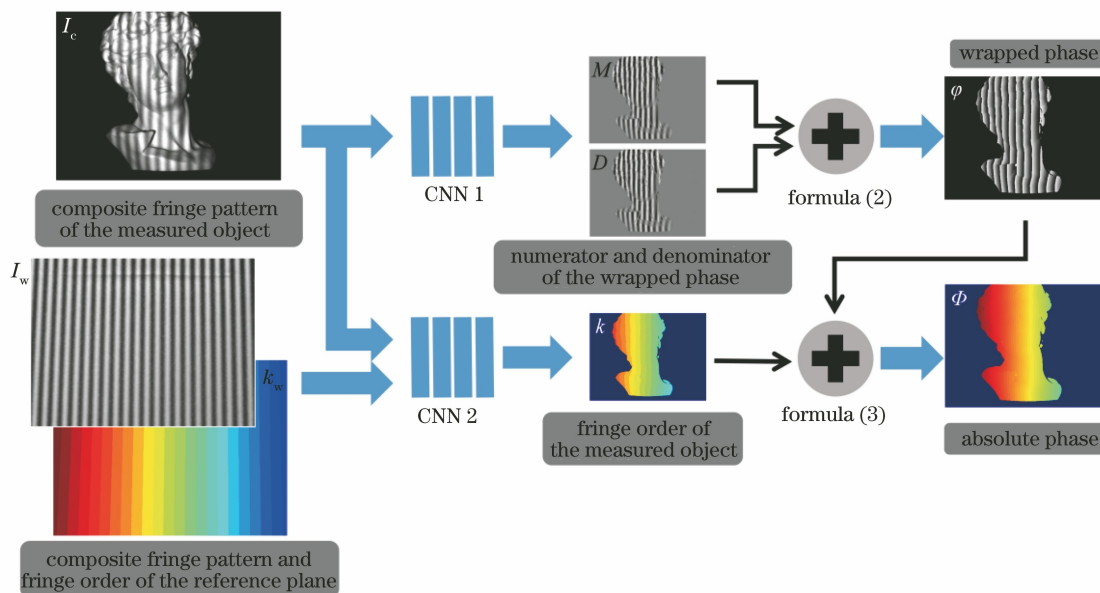 I_c
composite fringe pattern
of the measured object
I_w
k_w
composite fringe pattern and
fringe order of the reference plane
CNN 1
M
D
numerator and denominator
of the wrapped phase
formula (2)
wrapped phase
φ
CNN 2
k
fringe order of
the measured object
formula (3)
Φ
absolute phase